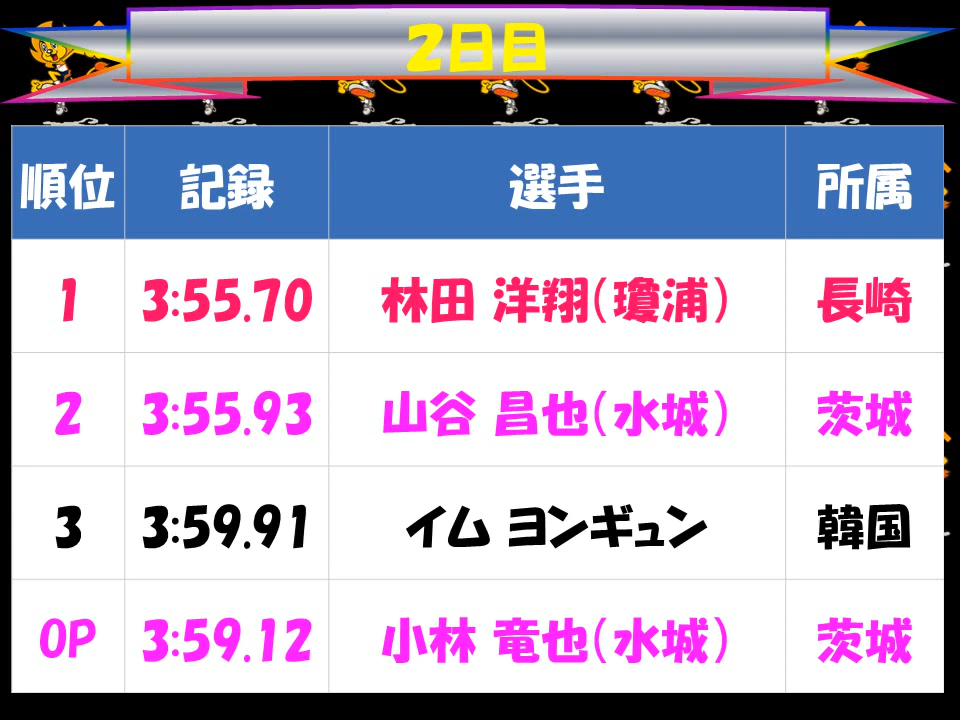 2日目
順位 記録 選手 所属
1 3:55.70 林田 洋翔(瓊浦) 長崎
2 3:55.93 山谷 昌也(水城) 茨城
3 3:59.91 イム ヨンギュン 韓国
OP 3:59.12 小林 竜也(水城) 茨城